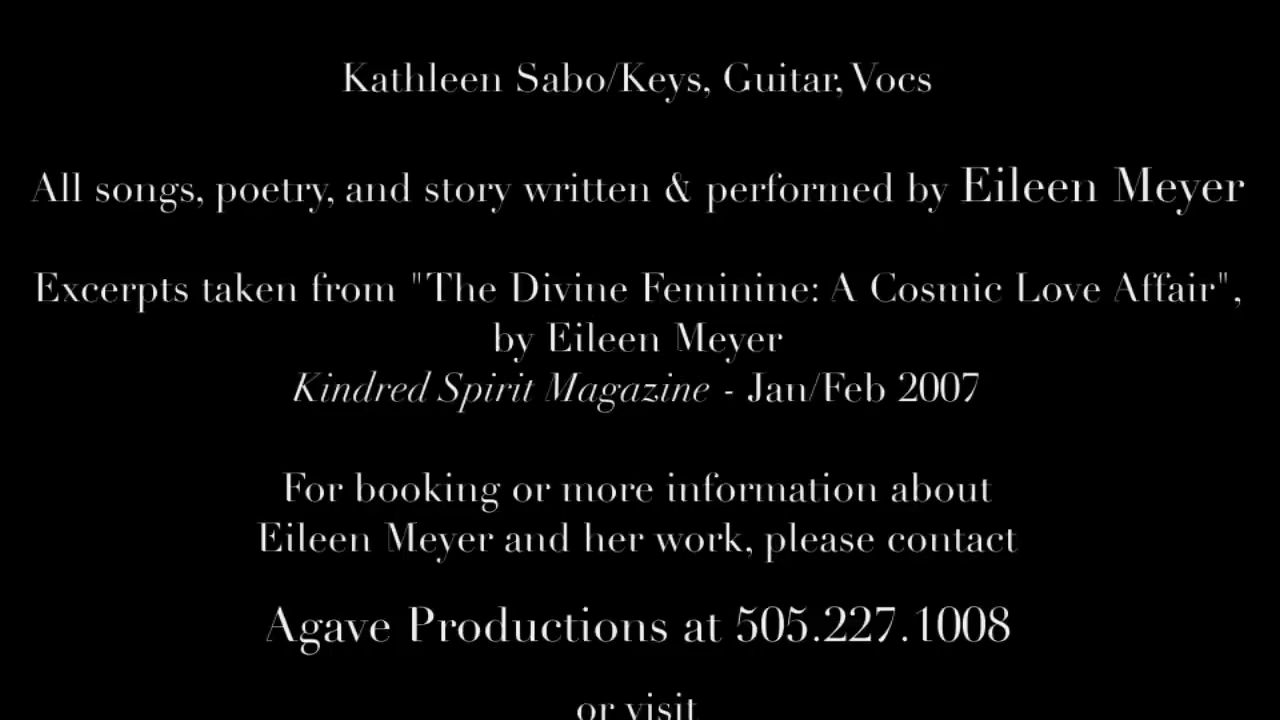 Kathleen Sabo/Keys, Guitar, Vocs
All songs, poetry, and story written & performed by Eileen Meyer
Excerpts taken from "The Divine Feminine: A Cosmic Love Affair",
by Eileen Meyer
Kindred Spirit Magazine - Jan/Feb 2007
For booking or more information about
Eileen Meyer and her work, please contact
Agave Productions at 505.227.1008
or visit